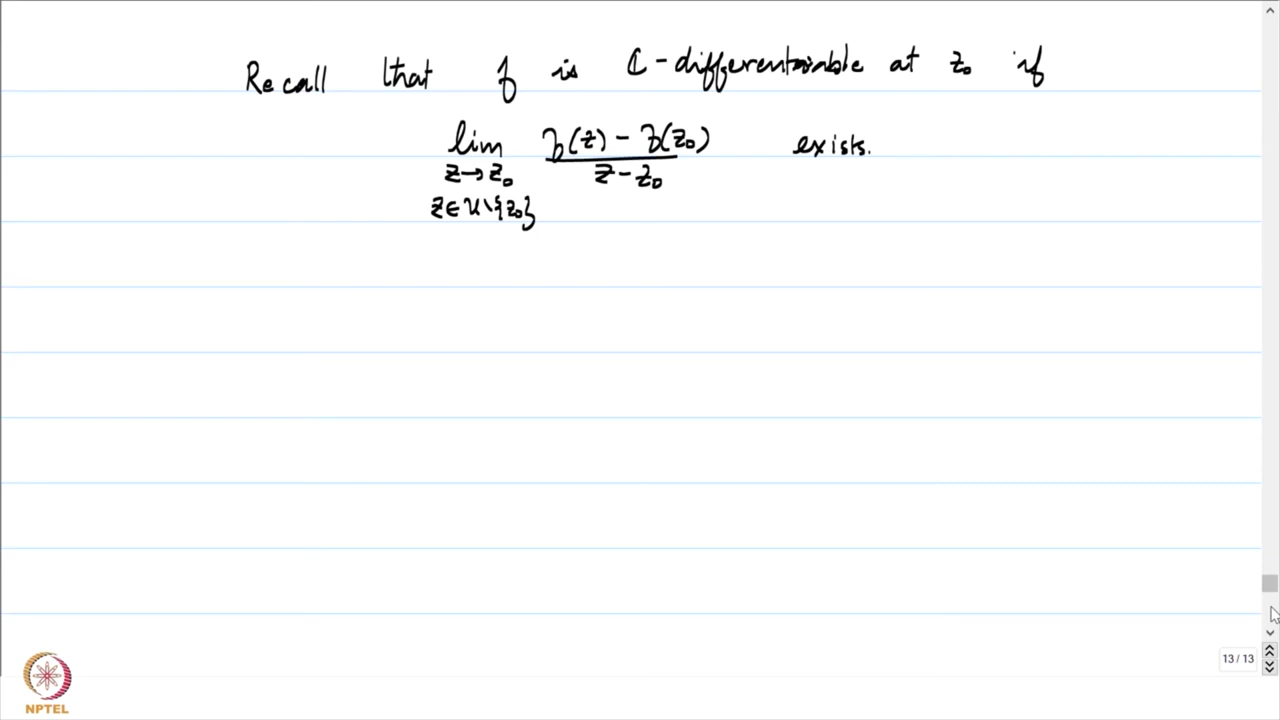 Recall that f is ℂ-differentiable at z₀ if
lim f(z) - f(z₀) exists.
z→z₀ z - z₀
z∈U\{z₀}
13 / 13
NPTEL